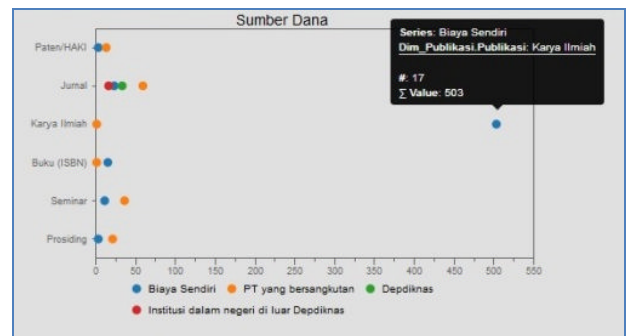 Sumber Dana
Series: Biaya Sendiri
Dim_Publikasi.Publikasi: Karya Ilmiah
#: 17
∑ Value: 503
Paten/HAKI
Jurnal
Karya Ilmiah
Buku (ISBN)
Seminar
Prosiding
0 50 100 150 200 250 300 350 400 450 500 550
Biaya Sendiri PT yang bersangkutan Depdiknas
Institusi dalam negeri di luar Depdiknas